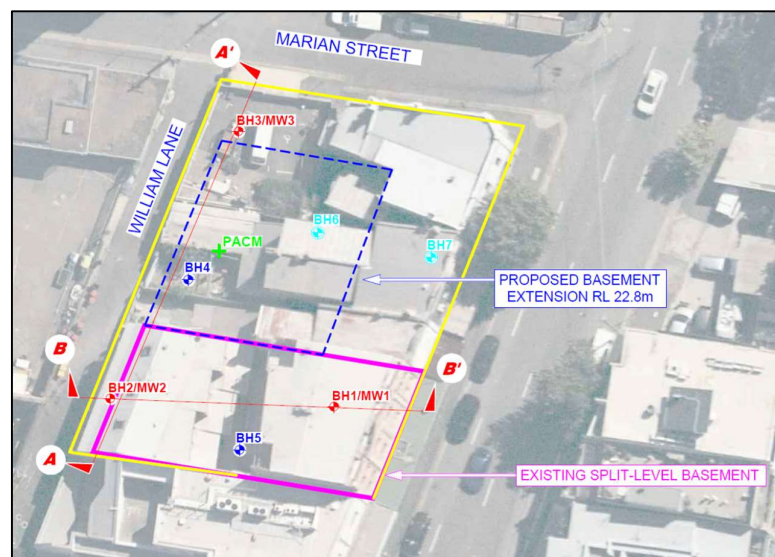 MARIAN STREET
A'
BH3/MW3
WILLIAM LANE
BH6
PACM
BH7
BH4
PROPOSED BASEMENT
EXTENSION RL 22.8m
B
B'
BH2/MW2
BH1/MW1
BH5
A
EXISTING SPLIT-LEVEL BASEMENT